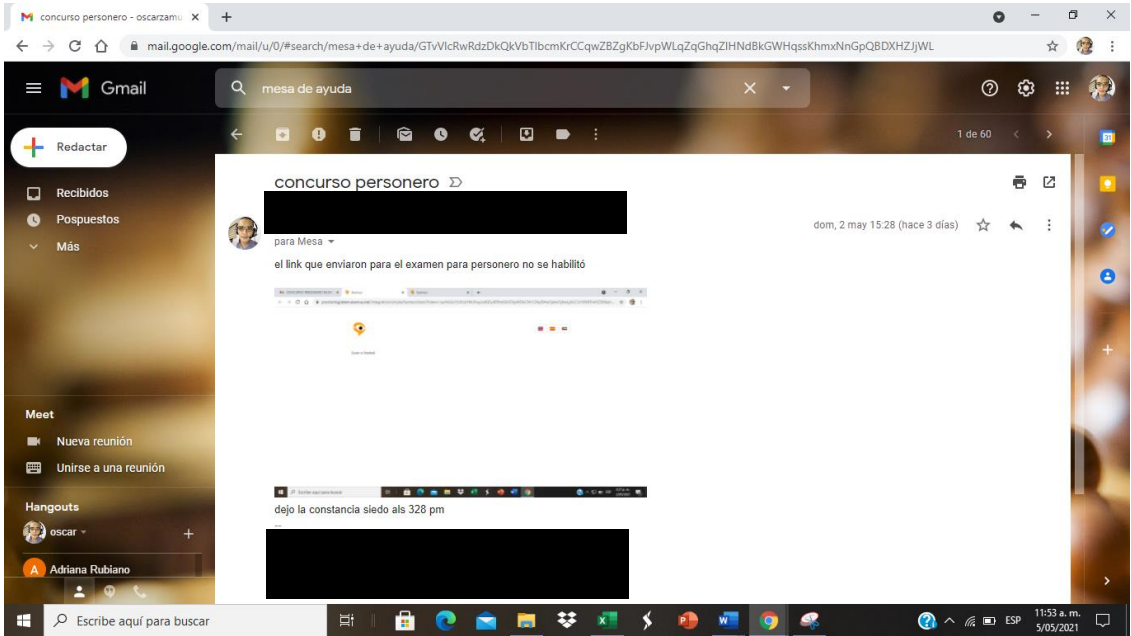 concurso personero - oscarzamu
mail.google.com/mail/u/0/#search/mesa+de+ayuda/GTvVlcRwRdzDkQkVbTlbcmKrCCqwZBZgKbFJvpWLqZqGhqZlHNdBkGWHqssKhmxNnGpQBDXHZJjWL
Gmail
mesa de ayuda
Redactar
1 de 60
31
Recibidos
Pospuestos
Más
concurso personero
dom, 2 may 15:28 (hace 3 días)
para Mesa
el link que enviaron para el examen para personero no se habilitó
dejo la constancia siedo als 328 pm
--
Meet
Nueva reunión
Unirse a una reunión
Hangouts
oscar
A Adriana Rubiano
Escribe aquí para buscar
ESP
11:53 a. m.
5/05/2021